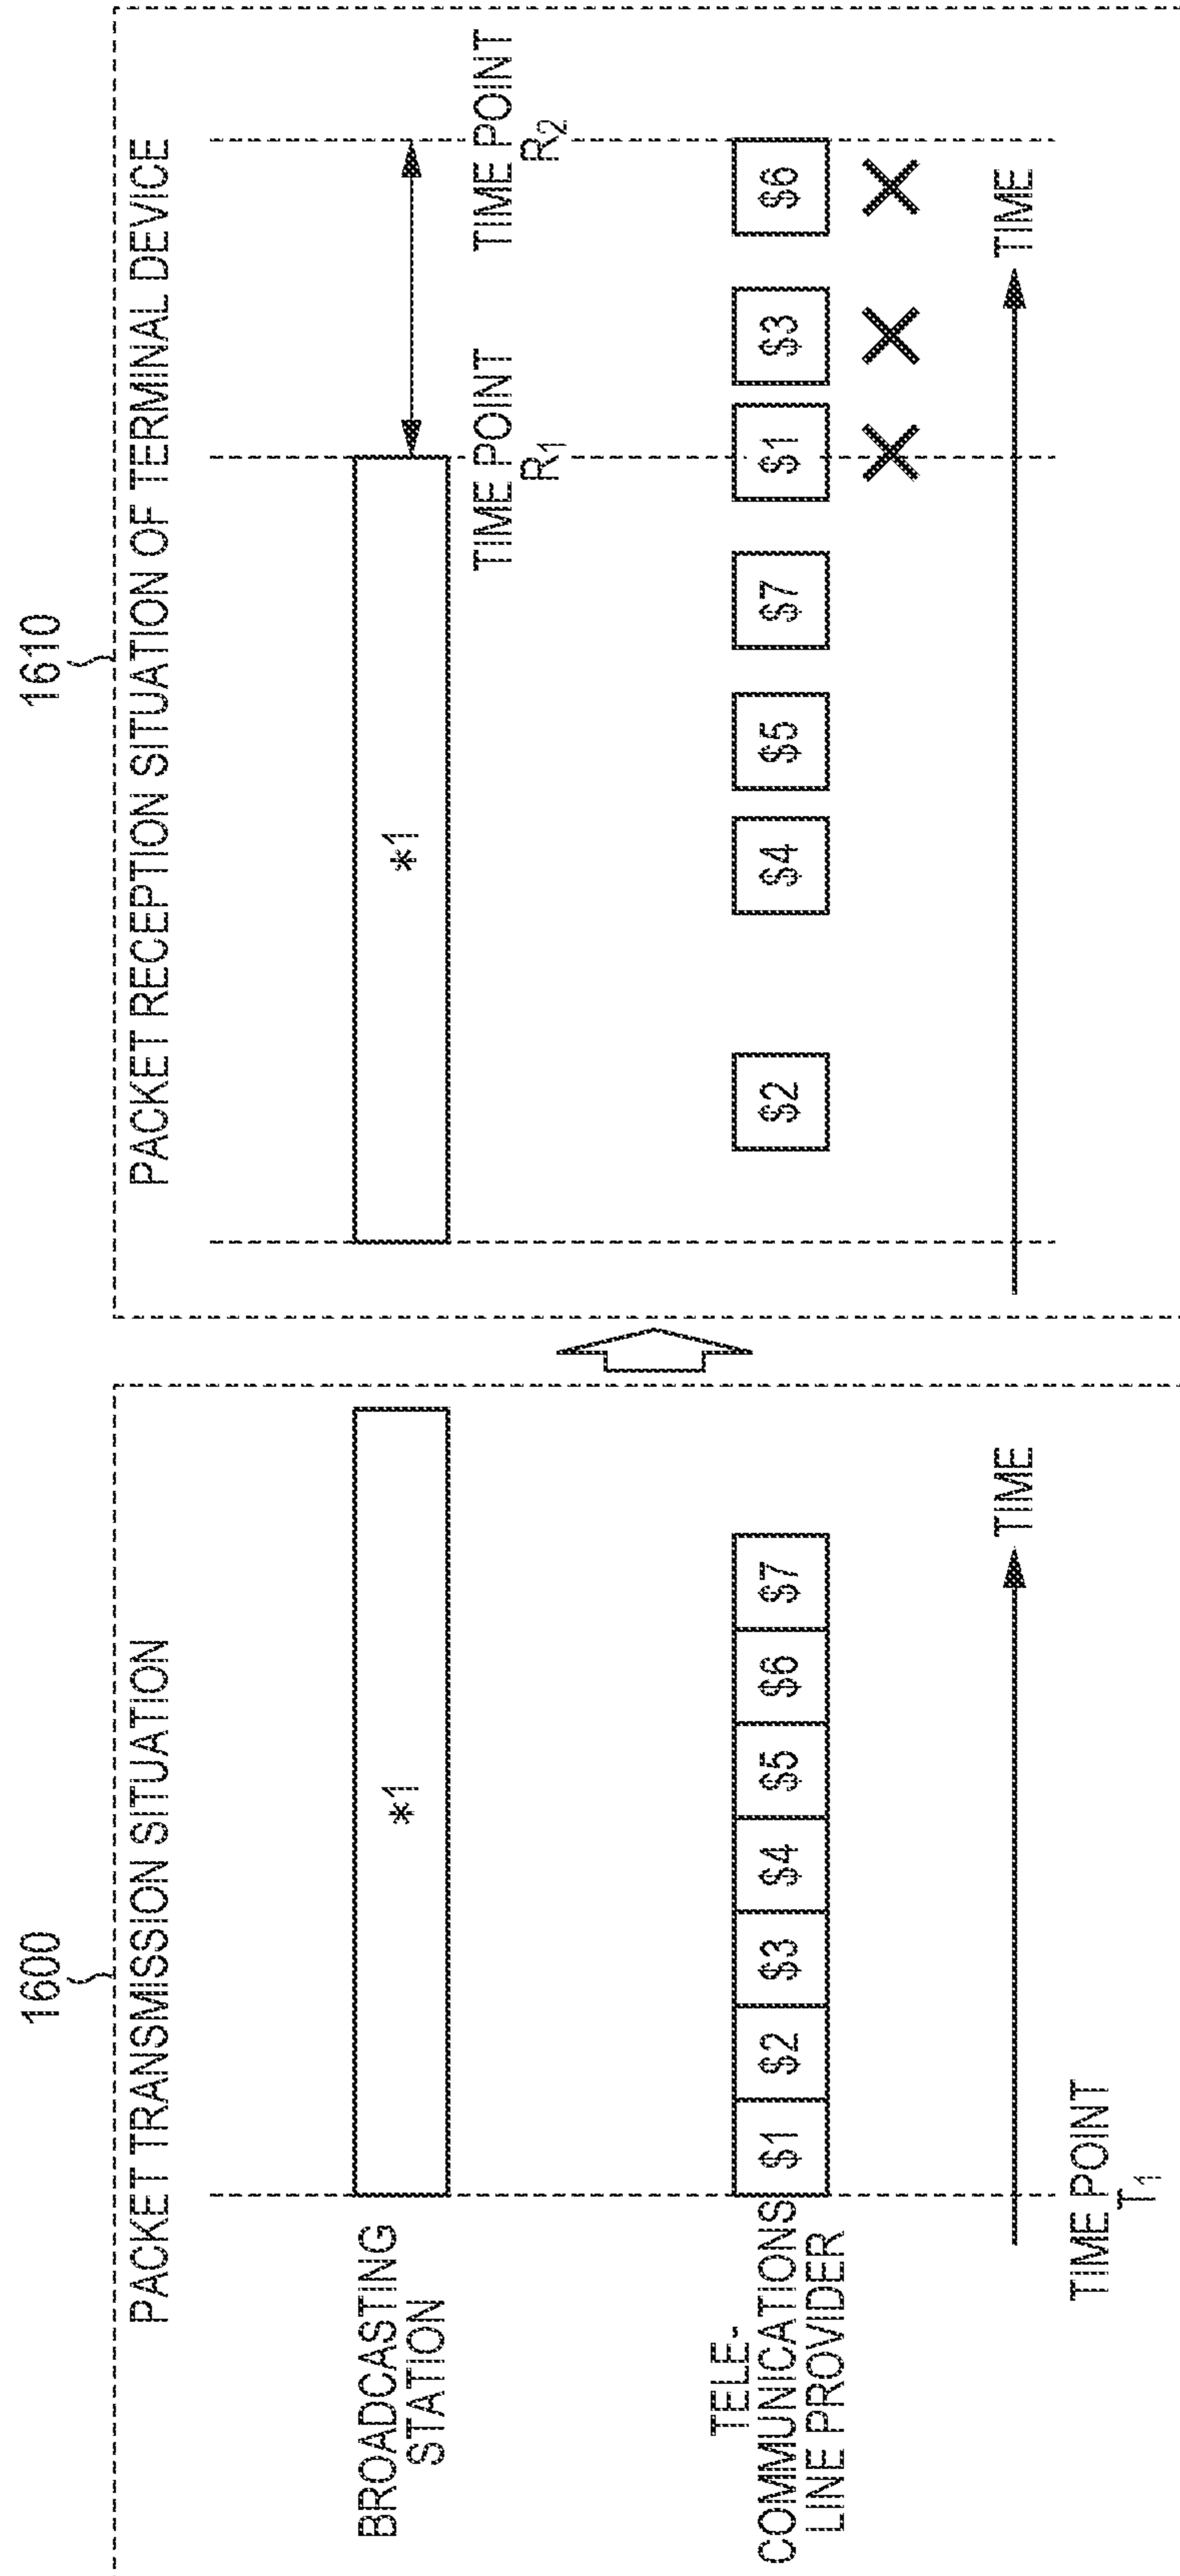 1600
PACKET TRANSMISSION SITUATION
BROADCASTING
STATION
*1
TELE-
COMMUNICATIONS
LINE PROVIDER
$1 $2 $3 $4 $5 $6 $7
TIME
TIME POINT
T1
1610
PACKET RECEPTION SITUATION OF TERMINAL DEVICE
*1
TIME POINT
R1
TIME POINT
R2
$2 $4 $5 $7 $1 $3 $6
TIME